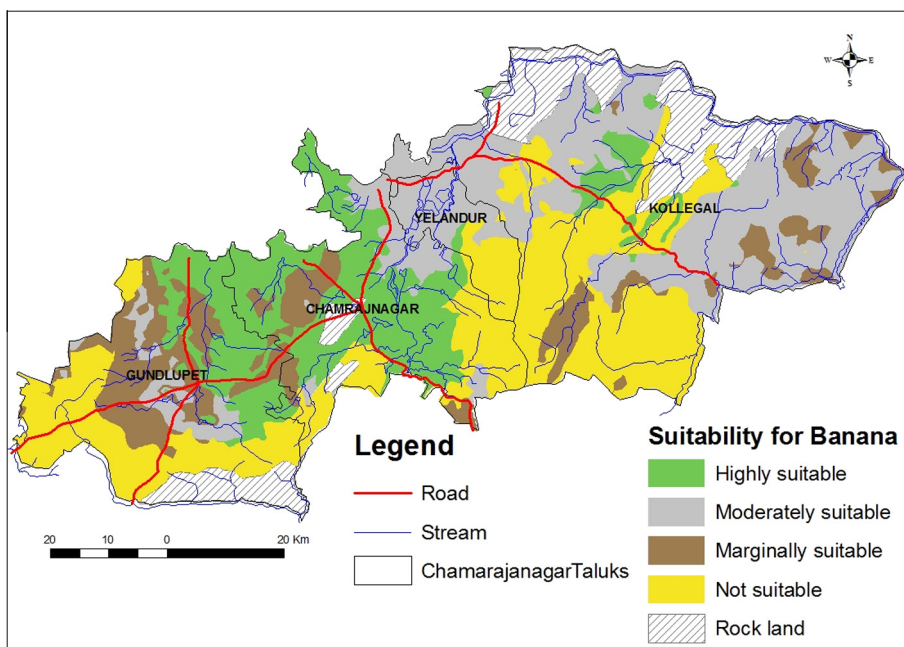 N
W E
S
YELANDUR
KOLLEGAL
CHAMRAJNAGAR
GUNDLUPET
Legend
Road
Stream
ChamarajanagarTaluks
20 10 0 20 Km
Suitability for Banana
Highly suitable
Moderately suitable
Marginally suitable
Not suitable
Rock land